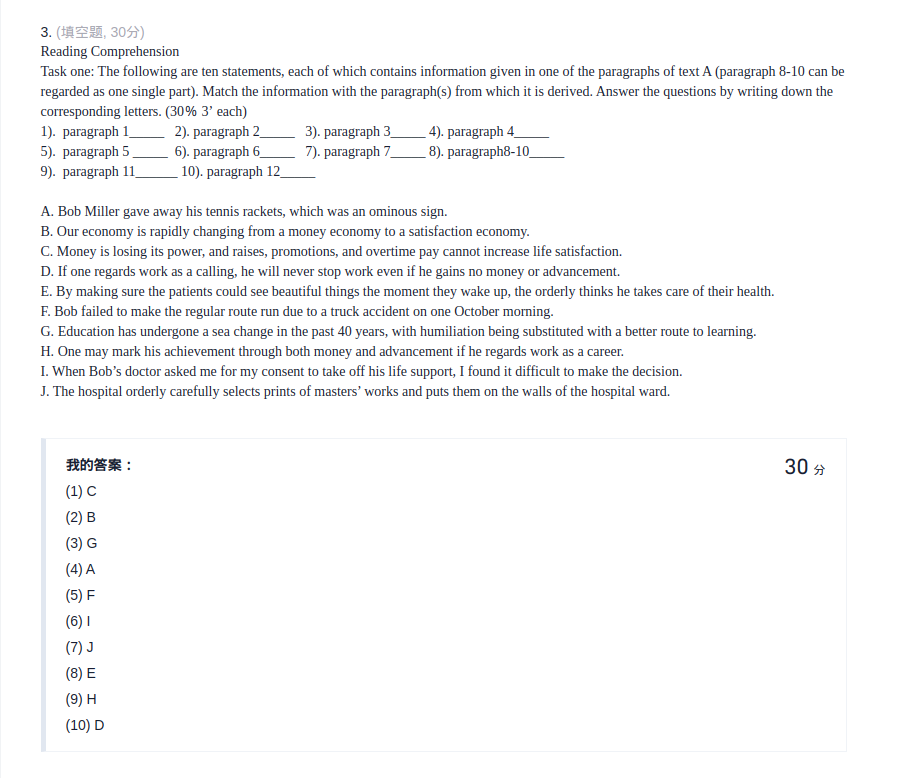 3. (填空题, 30分)
Reading Comprehension
Task one: The following are ten statements, each of which contains information given in one of the paragraphs of text A (paragraph 8-10 can be
regarded as one single part). Match the information with the paragraph(s) from which it is derived. Answer the questions by writing down the
corresponding letters. (30% 3’ each)
1). paragraph 1_____ 2). paragraph 2_____ 3). paragraph 3_____ 4). paragraph 4_____
5). paragraph 5 _____ 6). paragraph 6_____ 7). paragraph 7_____ 8). paragraph8-10_____
9). paragraph 11______ 10). paragraph 12_____
A. Bob Miller gave away his tennis rackets, which was an ominous sign.
B. Our economy is rapidly changing from a money economy to a satisfaction economy.
C. Money is losing its power, and raises, promotions, and overtime pay cannot increase life satisfaction.
D. If one regards work as a calling, he will never stop work even if he gains no money or advancement.
E. By making sure the patients could see beautiful things the moment they wake up, the orderly thinks he takes care of their health.
F. Bob failed to make the regular route run due to a truck accident on one October morning.
G. Education has undergone a sea change in the past 40 years, with humiliation being substituted with a better route to learning.
H. One may mark his achievement through both money and advancement if he regards work as a career.
I. When Bob’s doctor asked me for my consent to take off his life support, I found it difficult to make the decision.
J. The hospital orderly carefully selects prints of masters’ works and puts them on the walls of the hospital ward.
我的答案：
30 分
(1) C
(2) B
(3) G
(4) A
(5) F
(6) I
(7) J
(8) E
(9) H
(10) D